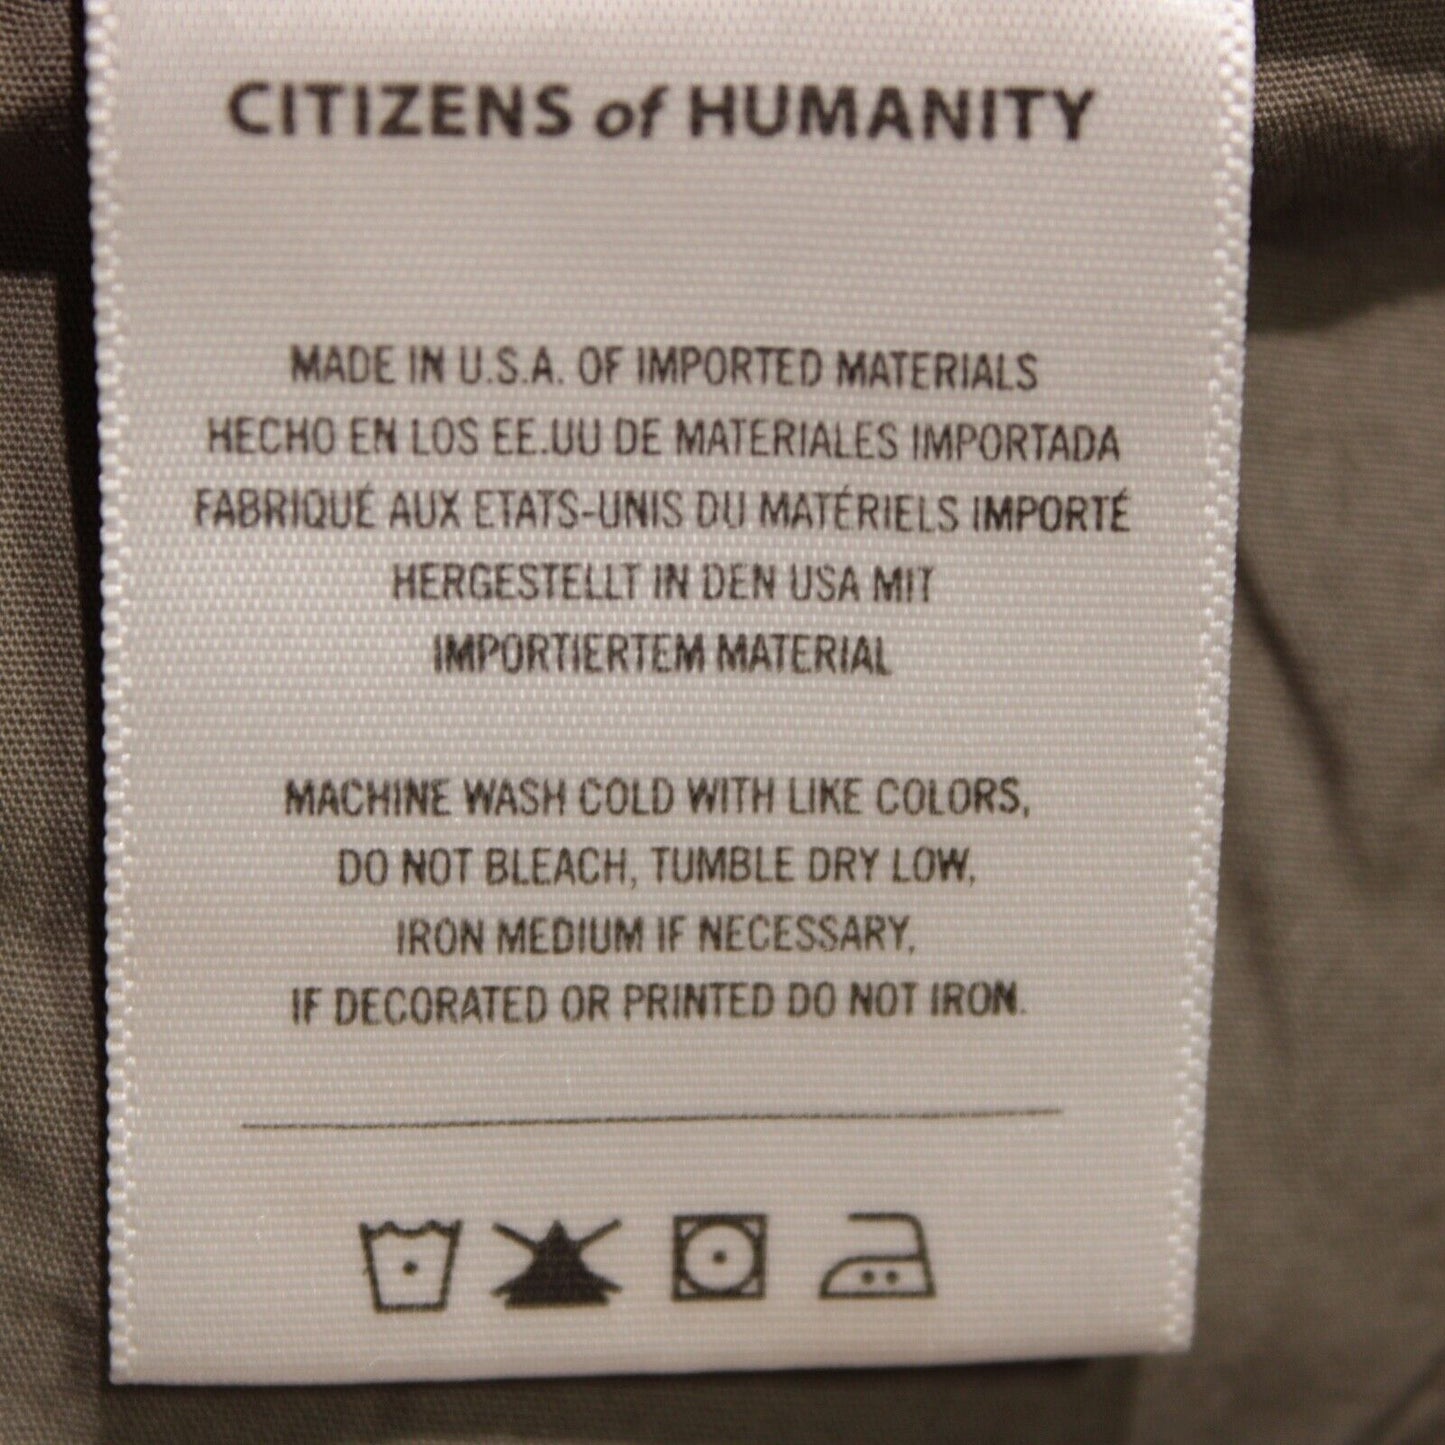 CITIZENS of HUMANITY
MADE IN U.S.A. OF IMPORTED MATERIALS
HECHO EN LOS EE.UU DE MATERIALES IMPORTADA
FABRIQUÉ AUX ETATS-UNIS DU MATÉRIELS IMPORTÉ
HERGESTELLT IN DEN USA MIT
IMPORTIERTEM MATERIAL
MACHINE WASH COLD WITH LIKE COLORS,
DO NOT BLEACH, TUMBLE DRY LOW,
IRON MEDIUM IF NECESSARY,
IF DECORATED OR PRINTED DO NOT IRON.